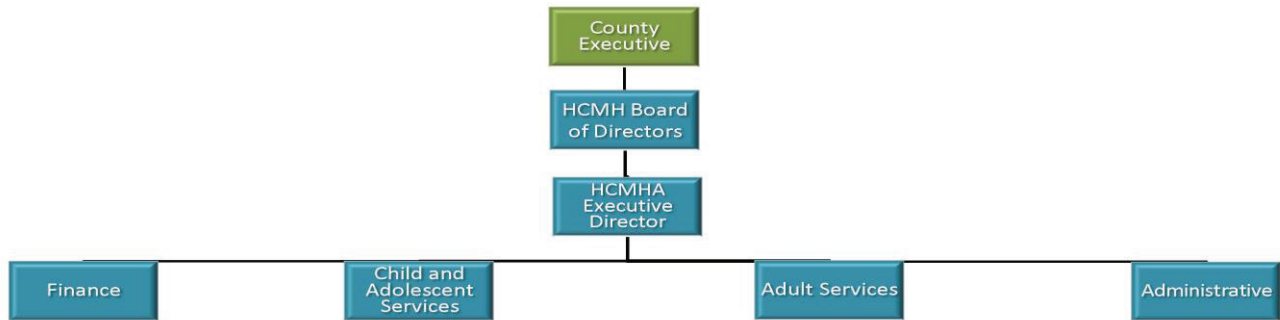 County
Executive
HCMH Board
of Directors
HCMHA
Executive
Director
Finance
Child and
Adolescent
Services
Adult Services
Administrative